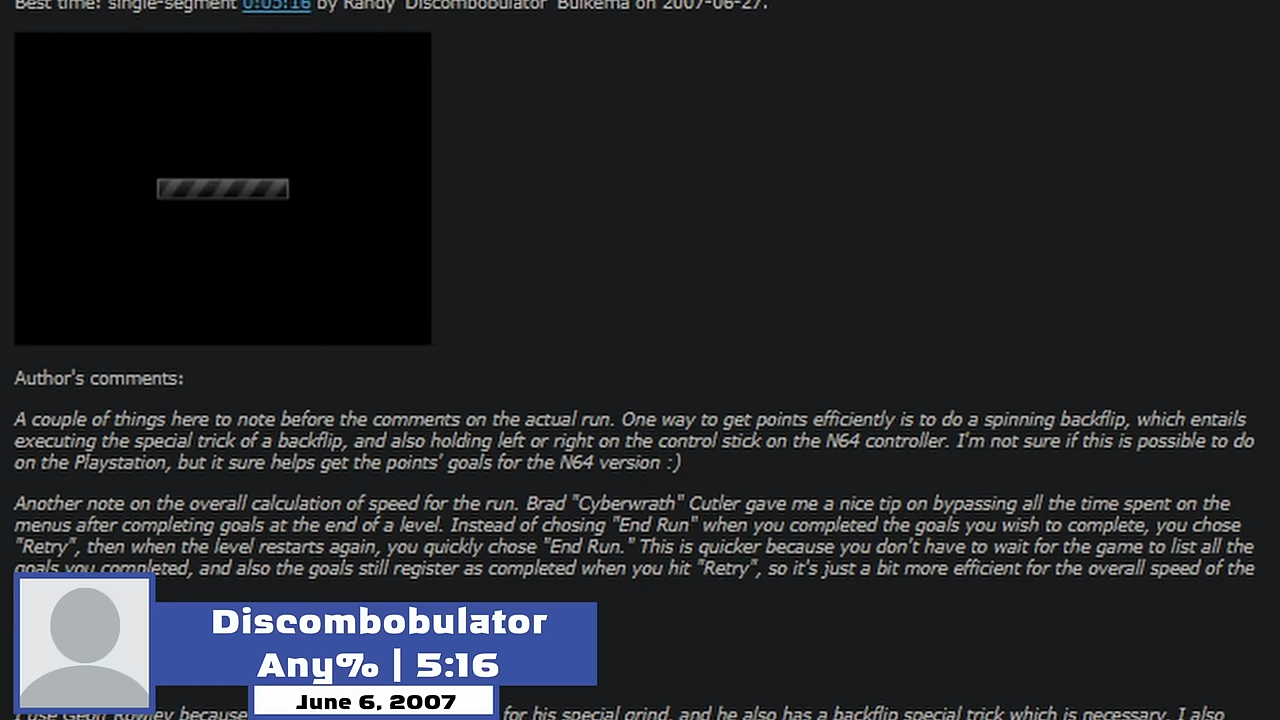 Best time: single-segment 0:05:16 by Randy 'Discombobulator' Buikema on 2007-06-27.
Author's comments:
A couple of things here to note before the comments on the actual run. One way to get points efficiently is to do a spinning backflip, which entails
executing the special trick of a backflip, and also holding left or right on the control stick on the N64 controller. I'm not sure if this is possible to do
on the Playstation, but it sure helps get the points' goals for the N64 version :)
Another note on the overall calculation of speed for the run. Brad "Cyberwrath" Cutler gave me a nice tip on bypassing all the time spent on the
menus after completing goals at the end of a level. Instead of chosing "End Run" when you completed the goals you wish to complete, you chose
"Retry", then when the level restarts again, you quickly chose "End Run." This is quicker because you don't have to wait for the game to list all the
goals you completed, and also the goals still register as completed when you hit "Retry", so it's just a bit more efficient for the overall speed of the
Discombobulator
Any% | 5:16
June 6, 2007
I use Geoff Rowley because for his special grind, and he also has a backflip special trick which is necessary. I also